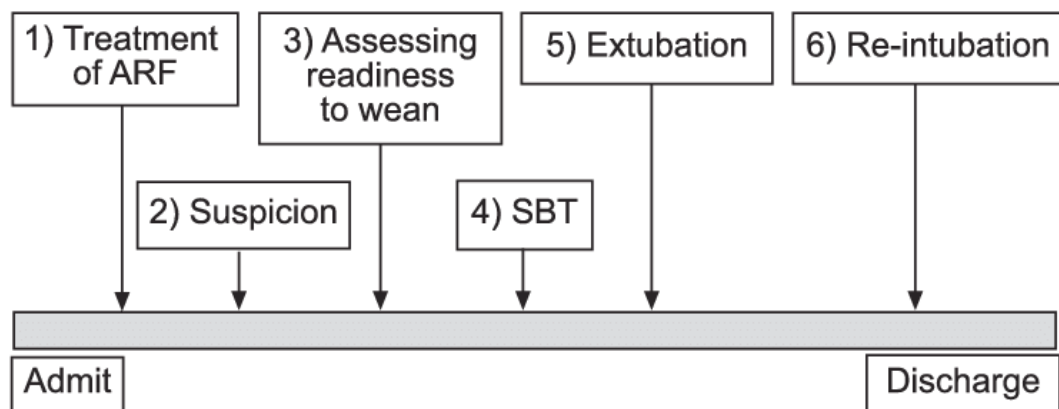 1) Treatment
of ARF
2) Suspicion
3) Assessing
readiness
to wean
4) SBT
5) Extubation
6) Re-intubation
Admit
Discharge